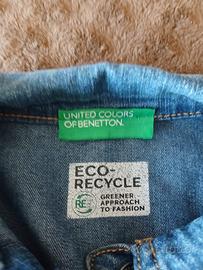 UNITED COLORS
OF BENETTON.
ECO-
RECYCLE
RE
GREENER
APPROACH
TO FASHION